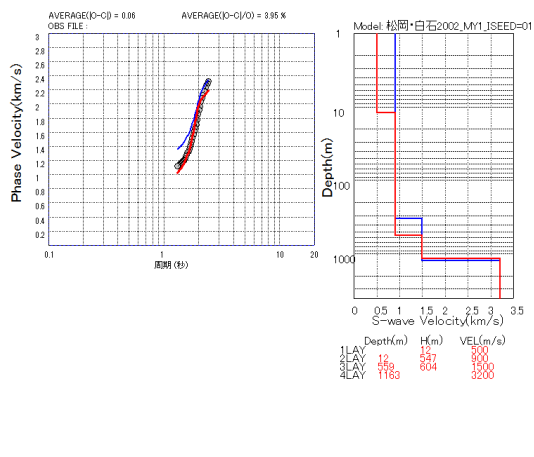 AVERAGE(|O-C|) = 0.06 AVERAGE(|O-C|/O) = 3.95 %
OBS FILE :
Model: 松岡・白石2002_MY1_ISEED=01
3
2.8
2.6
2.4
2.2
2
1.8
1.6
1.4
1.2
1
0.8
0.6
0.4
0.2
Phase Velocity(km/s)
0.1 1 10 20
周期(秒)
1
10
100
1000
Depth(m)
0 0.5 1 1.5 2 2.5 3 3.5
S-wave Velocity(km/s)
Depth(m) H(m) VEL(m/s)
1LAY 12 500
2LAY 12 547 900
3LAY 559 604 1500
4LAY 1163 3200